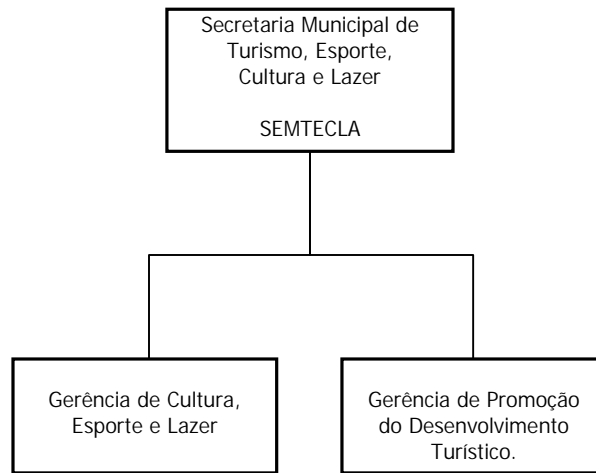 Secretaria Municipal de
Turismo, Esporte,
Cultura e Lazer
SEMTECLA
Gerência de Cultura,
Esporte e Lazer
Gerência de Promoção
do Desenvolvimento
Turístico.